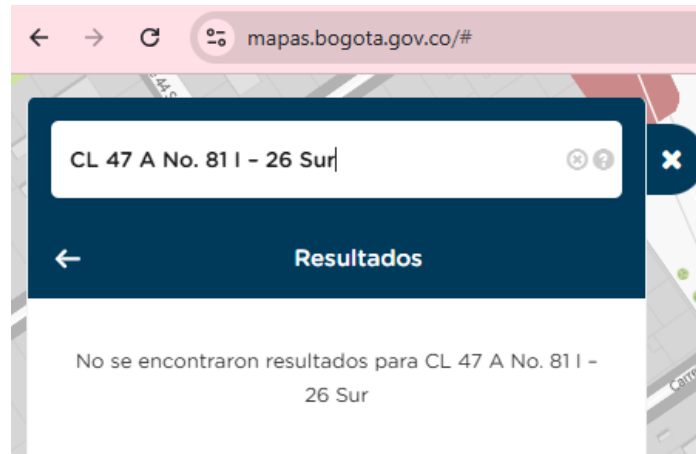 mapas.bogota.gov.co/#
44 S
CL 47 A No. 81 I – 26 Sur
Resultados
No se encontraron resultados para CL 47 A No. 81 I –
26 Sur